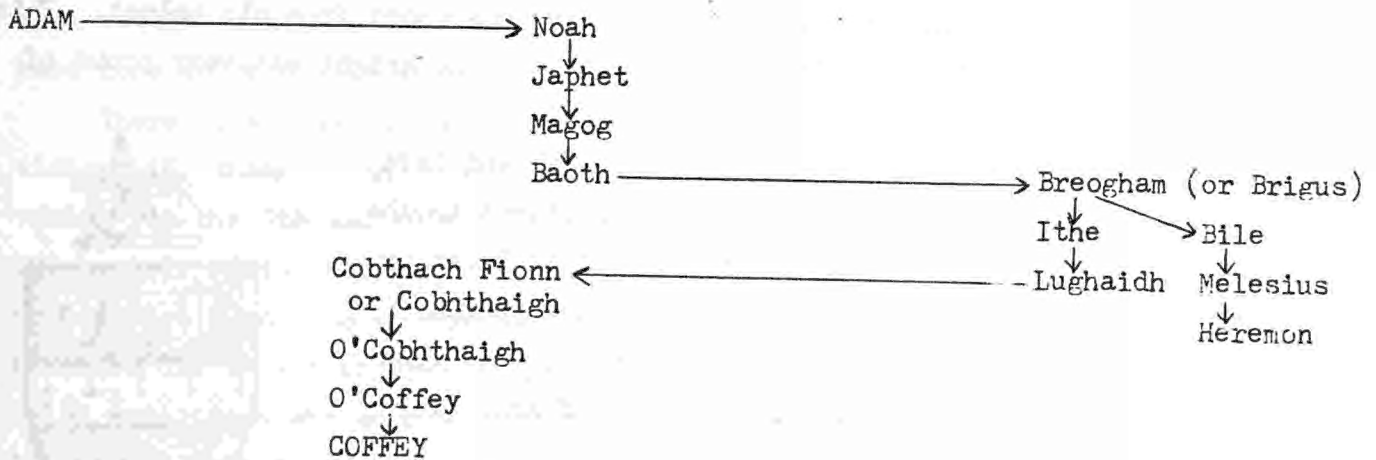 ADAM Noah
Japhet
Magog
Baoth Breogham (or Brigus)
Ithe Bile
Cobthach Fionn Lughaidh Melesius
or Cobhthaigh Heremon
O'Cobhthaigh
O'Coffey
COFFEY